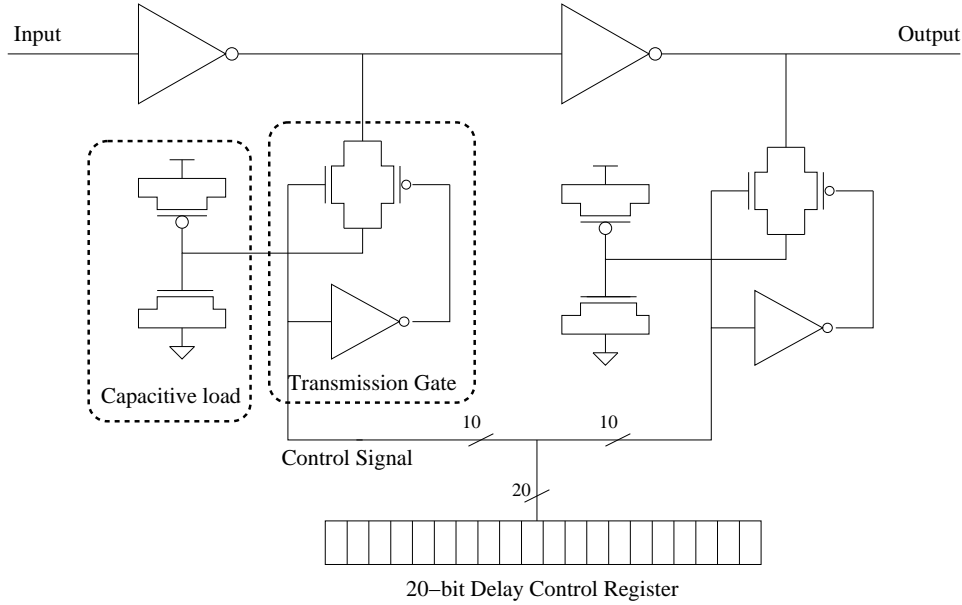 Input
Output
Capacitive load
Transmission Gate
10
10
Control Signal
20
20−bit Delay Control Register